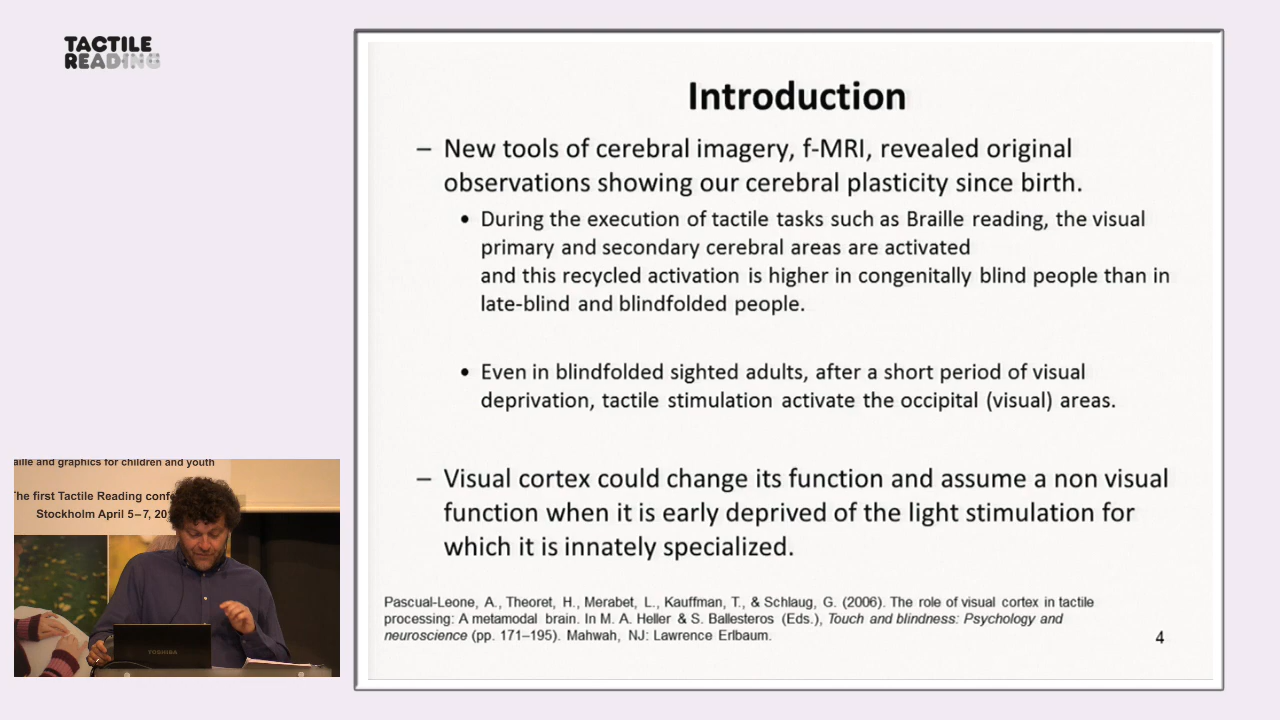 TACTILE
READING
Introduction
– New tools of cerebral imagery, f-MRI, revealed original
observations showing our cerebral plasticity since birth.
• During the execution of tactile tasks such as Braille reading, the visual
primary and secondary cerebral areas are activated
and this recycled activation is higher in congenitally blind people than in
late-blind and blindfolded people.
• Even in blindfolded sighted adults, after a short period of visual
deprivation, tactile stimulation activate the occipital (visual) areas.
– Visual cortex could change its function and assume a non visual
function when it is early deprived of the light stimulation for
which it is innately specialized.
Pascual-Leone, A., Theoret, H., Merabet, L., Kauffman, T., & Schlaug, G. (2006). The role of visual cortex in tactile
processing: A metamodal brain. In M. A. Heller & S. Ballesteros (Eds.), Touch and blindness: Psychology and
neuroscience (pp. 171–195). Mahwah, NJ: Lawrence Erlbaum.
4
and graphics for children and youth
The first Tactile Reading
Stockholm April 5–7,
TOSHIBA